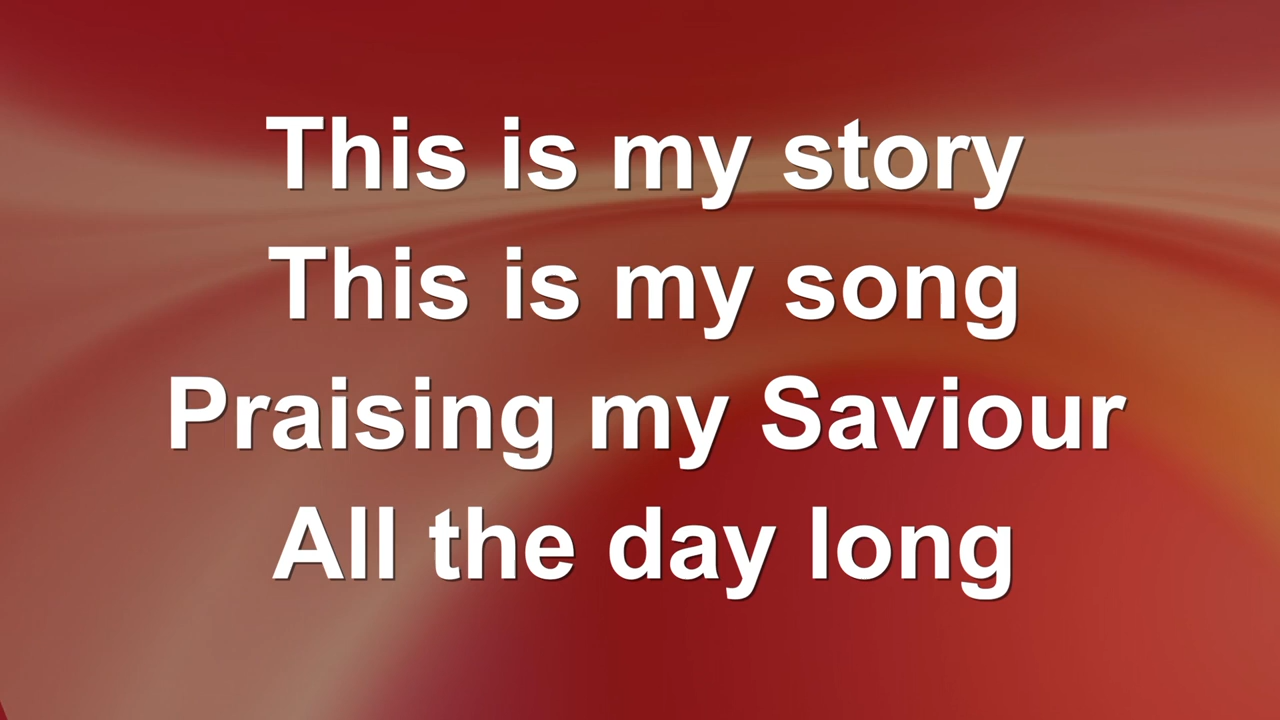 This is my story
This is my song
Praising my Saviour
All the day long